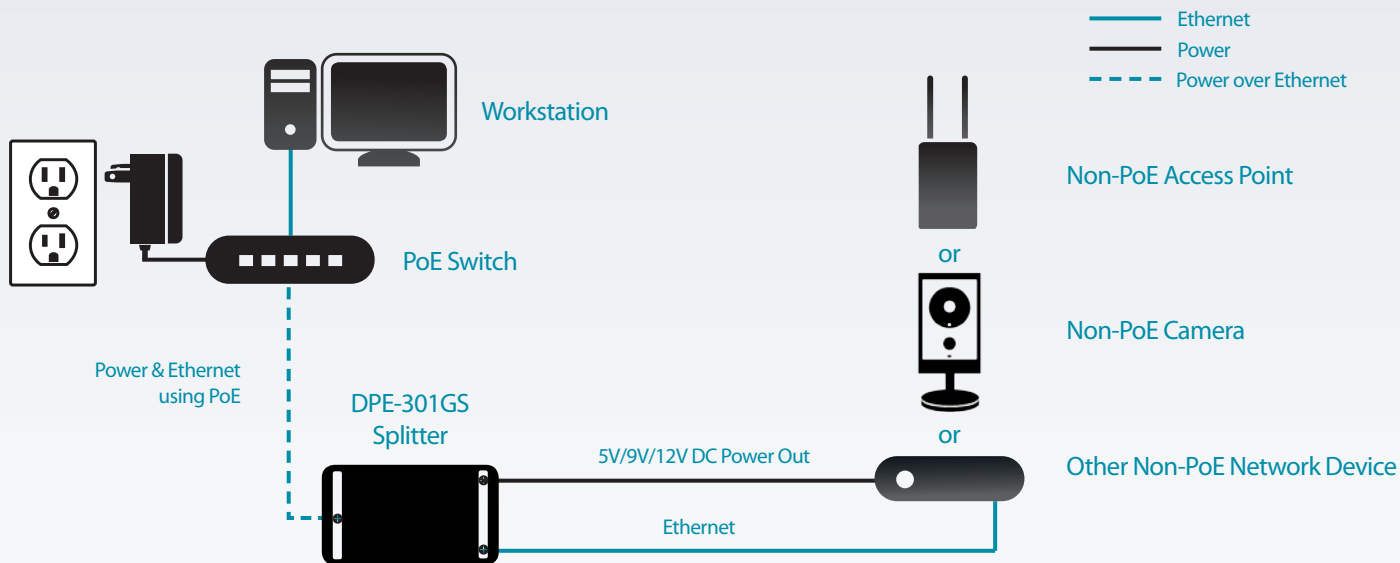 Ethernet
Power
Power over Ethernet
Workstation
Non-PoE Access Point
PoE Switch
or
Non-PoE Camera
Power & Ethernet
using PoE
DPE-301GS
Splitter
or
5V/9V/12V DC Power Out
Other Non-PoE Network Device
Ethernet